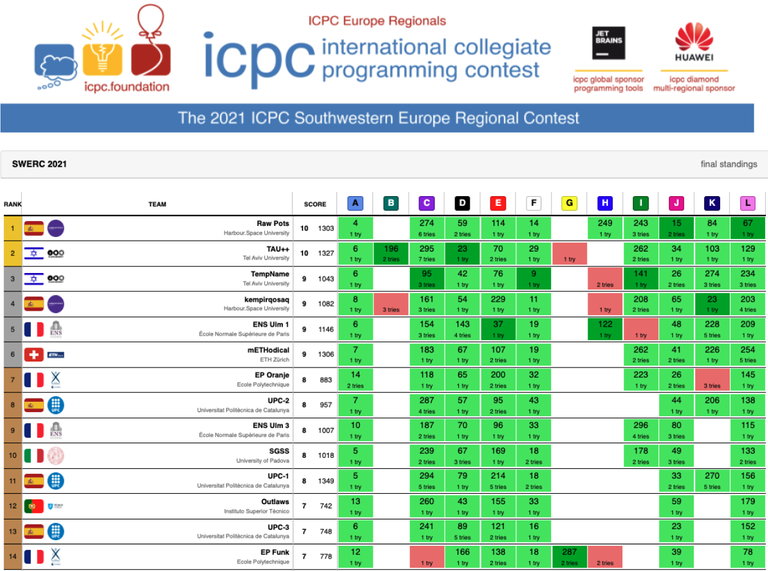 ICPC Europe Regionals
icpc international collegiate
programming contest
icpc.foundation
JET
BRAINS
HUAWEI
icpc global sponsor
programming tools
icpc diamond
multi-regional sponsor
The 2021 ICPC Southwestern Europe Regional Contest
SWERC 2021 final standings
RANK TEAM SCORE A B C D E F G H I J K L
1 Raw Pots 10 1303 4 274 59 114 14 249 243 15 84 67
Harbour.Space University 1 try 6 tries 2 tries 1 try 1 try 1 try 3 tries 2 tries 1 try 1 try
2 TAU++ 10 1327 6 196 295 23 70 29 262 34 103 129
Tel Aviv University 1 try 2 tries 7 tries 1 try 2 tries 1 try 1 try 2 tries 1 try 1 try 1 try
3 TempName 9 1043 6 95 42 76 9 141 26 274 234
Tel Aviv University 1 try 3 tries 1 try 1 try 1 try 2 tries 1 try 2 tries 3 tries 3 tries
4 kempirqosaq 9 1082 8 161 54 229 11 208 65 23 203
Harbour.Space University 1 try 3 tries 3 tries 1 try 1 try 1 try 1 try 2 tries 1 try 1 try 4 tries
5 ENS Ulm 1 9 1146 6 154 143 37 19 122 48 228 209
École Normale Supérieure de Paris 1 try 3 tries 4 tries 1 try 1 try 1 try 1 try 1 try 2 tries 1 try
6 mETHodical 9 1306 7 183 67 107 19 262 41 226 254
ETH Zürich 1 try 1 try 1 try 2 tries 1 try 2 tries 2 tries 1 try 5 tries
7 EP Oranje 8 883 14 118 65 200 32 223 26 145
Ecole Polytechnique 2 tries 1 try 1 try 2 tries 1 try 1 try 1 try 3 tries 1 try
8 UPC-2 8 957 7 287 57 95 43 44 206 138
Universitat Politècnica de Catalunya 1 try 4 tries 1 try 2 tries 2 tries 1 try 1 try 1 try
9 ENS Ulm 3 8 1007 10 187 70 96 33 296 80 115
École Normale Supérieure de Paris 1 try 2 tries 1 try 1 try 1 try 4 tries 3 tries 1 try
10 SGSS 8 1018 5 239 67 169 18 178 49 133
University of Padova 1 try 2 tries 3 tries 1 try 2 tries 2 tries 3 tries 2 tries
11 UPC-1 8 1349 5 294 79 214 18 33 270 156
Universitat Politècnica de Catalunya 1 try 5 tries 1 try 5 tries 2 tries 2 tries 5 tries 1 try
12 Outlaws 7 742 13 260 43 155 33 59 179
Instituto Superior Técnico 1 try 1 try 1 try 1 try 1 try 1 try 1 try
13 UPC-3 7 748 6 241 89 121 16 23 152
Universitat Politècnica de Catalunya 1 try 1 try 5 tries 2 tries 1 try 1 try 1 try
14 EP Funk 7 778 12 166 138 18 287 39 78
Ecole Polytechnique 1 try 1 try 1 try 2 tries 1 try 2 tries 2 tries 1 try 1 try